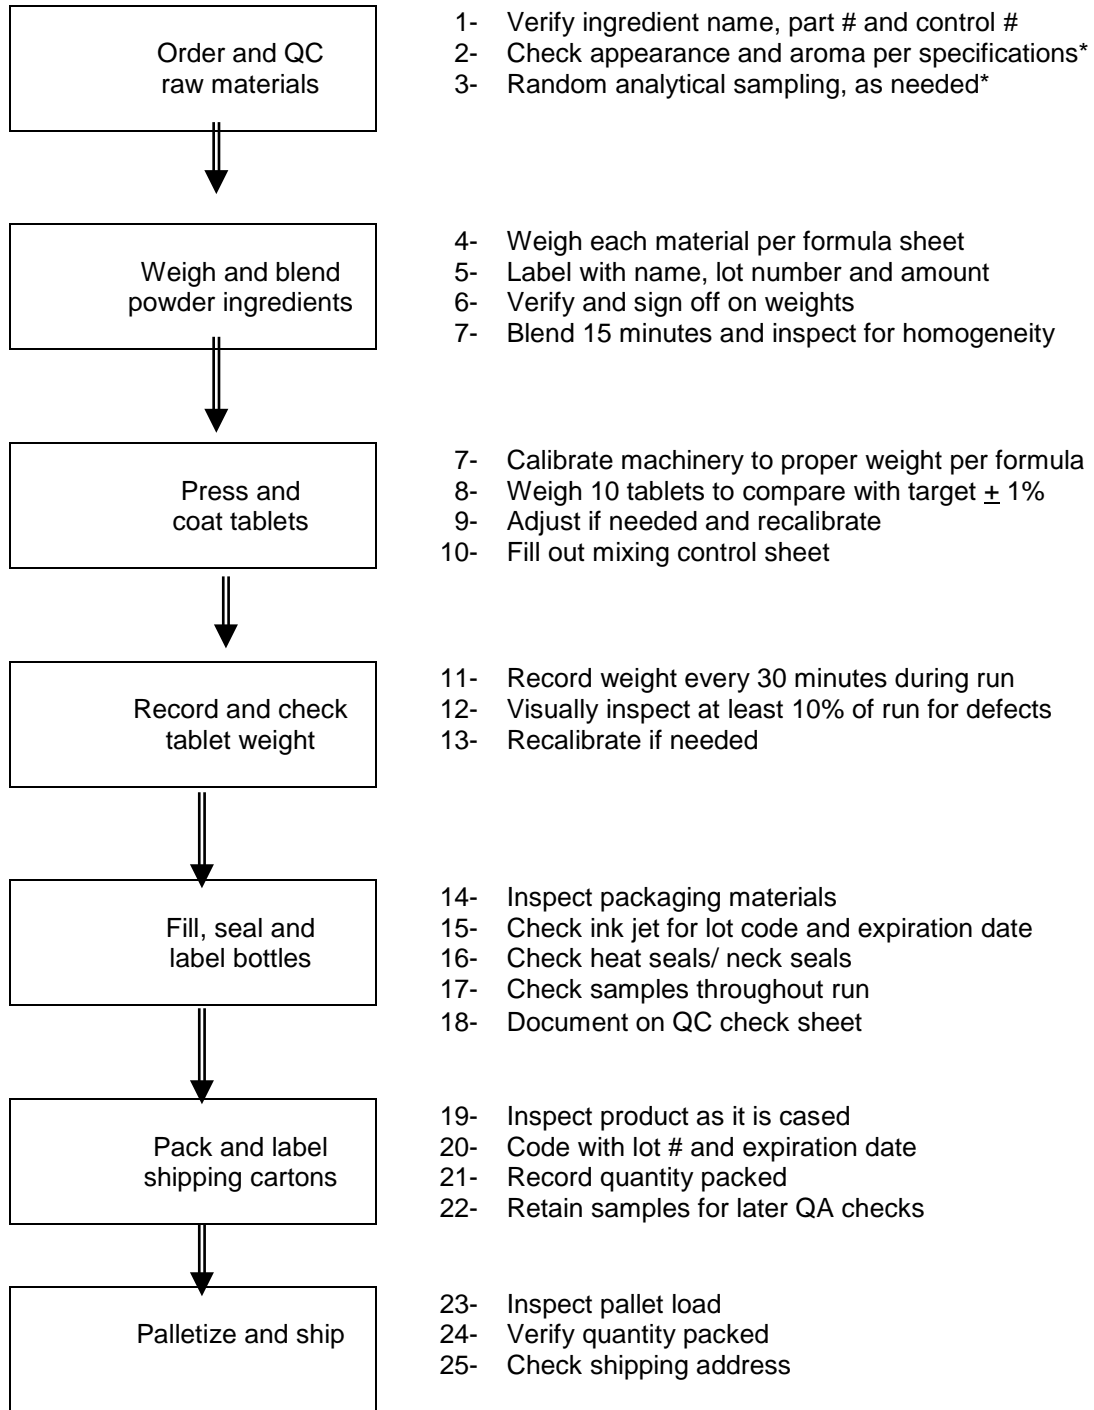 Order and QC
raw materials
1- Verify ingredient name, part # and control #
2- Check appearance and aroma per specifications*
3- Random analytical sampling, as needed*
Weigh and blend
powder ingredients
4- Weigh each material per formula sheet
5- Label with name, lot number and amount
6- Verify and sign off on weights
7- Blend 15 minutes and inspect for homogeneity
Press and
coat tablets
7- Calibrate machinery to proper weight per formula
8- Weigh 10 tablets to compare with target ± 1%
9- Adjust if needed and recalibrate
10- Fill out mixing control sheet
Record and check
tablet weight
11- Record weight every 30 minutes during run
12- Visually inspect at least 10% of run for defects
13- Recalibrate if needed
Fill, seal and
label bottles
14- Inspect packaging materials
15- Check ink jet for lot code and expiration date
16- Check heat seals/ neck seals
17- Check samples throughout run
18- Document on QC check sheet
Pack and label
shipping cartons
19- Inspect product as it is cased
20- Code with lot # and expiration date
21- Record quantity packed
22- Retain samples for later QA checks
Palletize and ship
23- Inspect pallet load
24- Verify quantity packed
25- Check shipping address